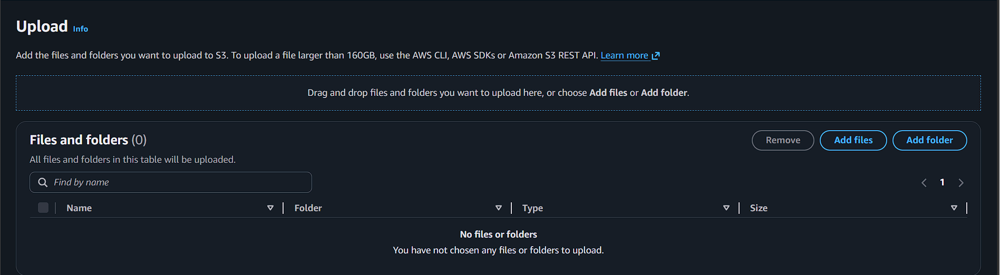 Upload Info
Add the files and folders you want to upload to S3. To upload a file larger than 160GB, use the AWS CLI, AWS SDKs or Amazon S3 REST API. Learn more
Drag and drop files and folders you want to upload here, or choose Add files or Add folder.
Files and folders (0)
Remove Add files Add folder
All files and folders in this table will be uploaded.
Find by name
1
Name Folder Type Size
No files or folders
You have not chosen any files or folders to upload.